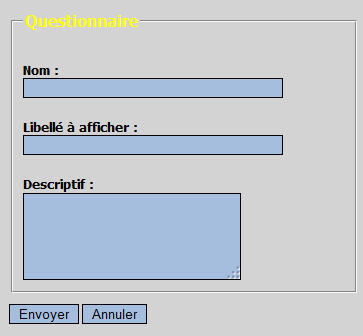 Questionnaire
Nom :
Libellé à afficher :
Descriptif :
Envoyer Annuler